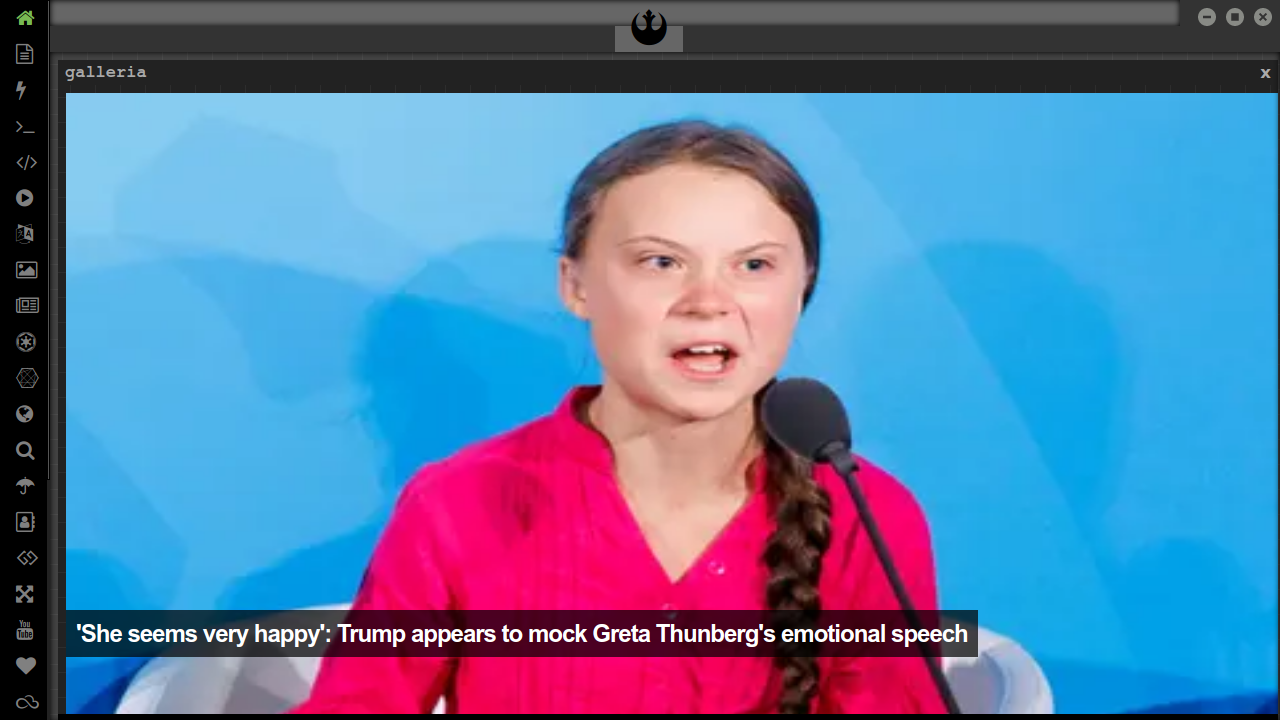 galleria
x
'She seems very happy': Trump appears to mock Greta Thunberg's emotional speech
You
Tube